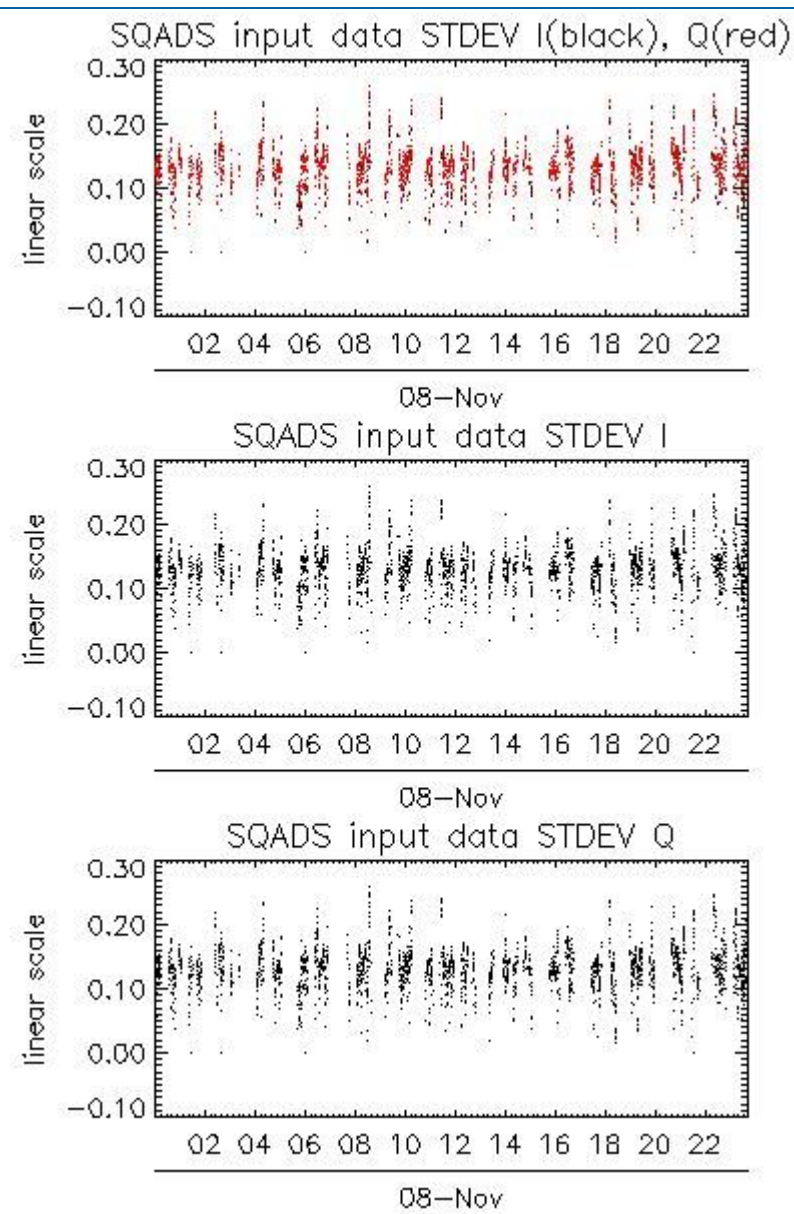 SQADS input data STDEV I(black), Q(red)
0.30
0.20
0.10
0.00
−0.10
linear scale
02 04 06 08 10 12 14 16 18 20 22
08−Nov
SQADS input data STDEV I
0.30
0.20
0.10
0.00
−0.10
linear scale
02 04 06 08 10 12 14 16 18 20 22
08−Nov
SQADS input data STDEV Q
0.30
0.20
0.10
0.00
−0.10
linear scale
02 04 06 08 10 12 14 16 18 20 22
08−Nov